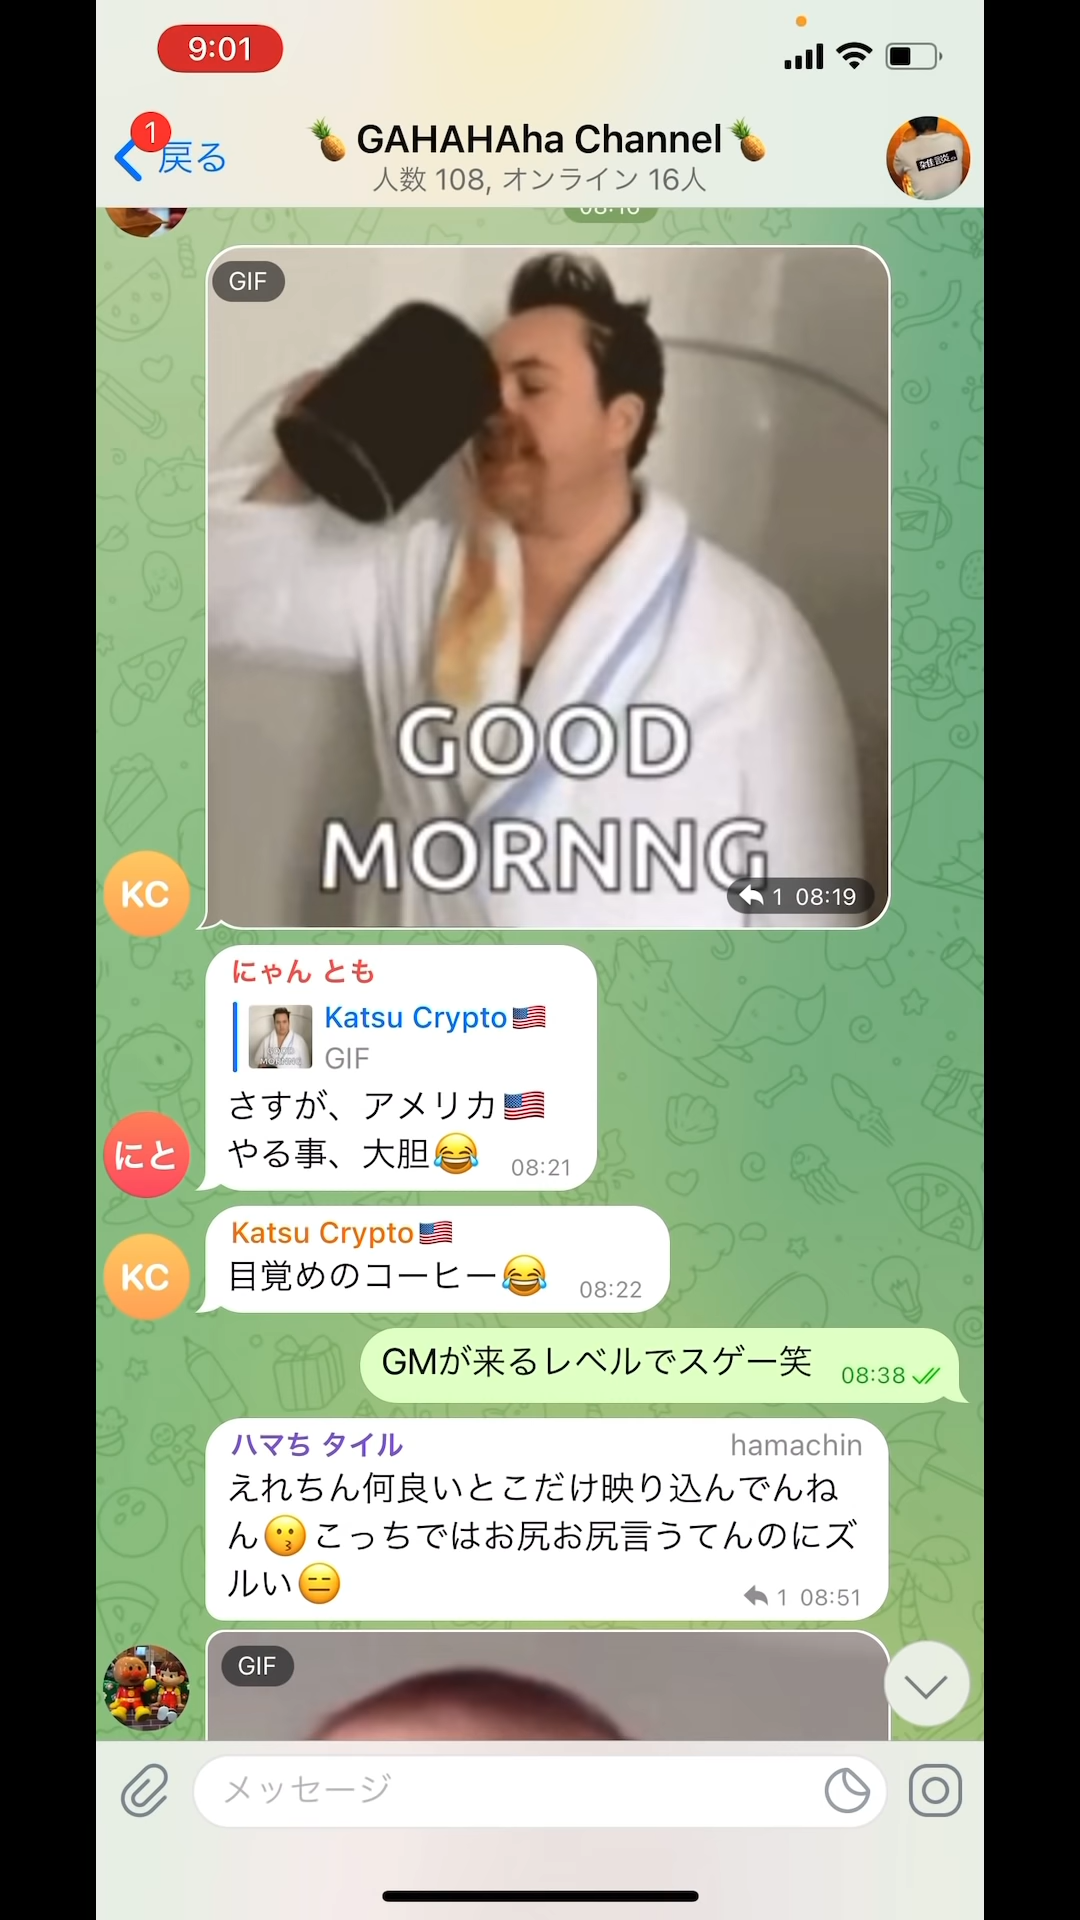 9:01
1
戻る
🍍GAHAHAha Channel🍍
人数 108, オンライン 16人
GIF
GOOD
MORNNG
1 08:19
KC
にゃん とも
Katsu Crypto🇺🇸
GIF
さすが、アメリカ🇺🇸
やる事、大胆😂
08:21
にと
Katsu Crypto🇺🇸
目覚めのコーヒー😂
08:22
KC
GMが来るレベルでスゲー笑
08:38
ハマち タイル
hamachin
えれちん何良いとこだけ映り込んでんね
ん😗こっちではお尻お尻言うてんのにズ
ルい😑
1 08:51
GIF
メッセージ